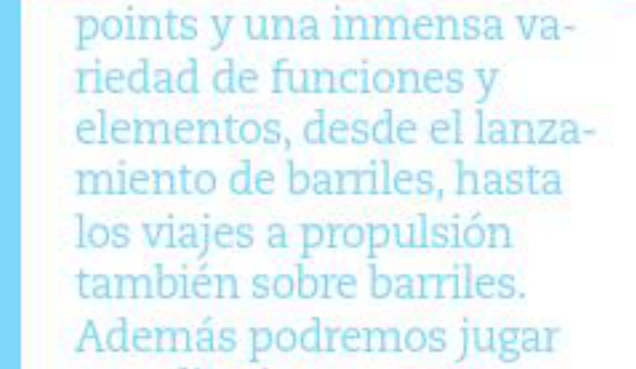 points y una inmensa va-
riedad de funciones y
elementos, desde el lanza-
miento de barriles, hasta
los viajes a propulsión
también sobre barriles.
Además podremos jugar